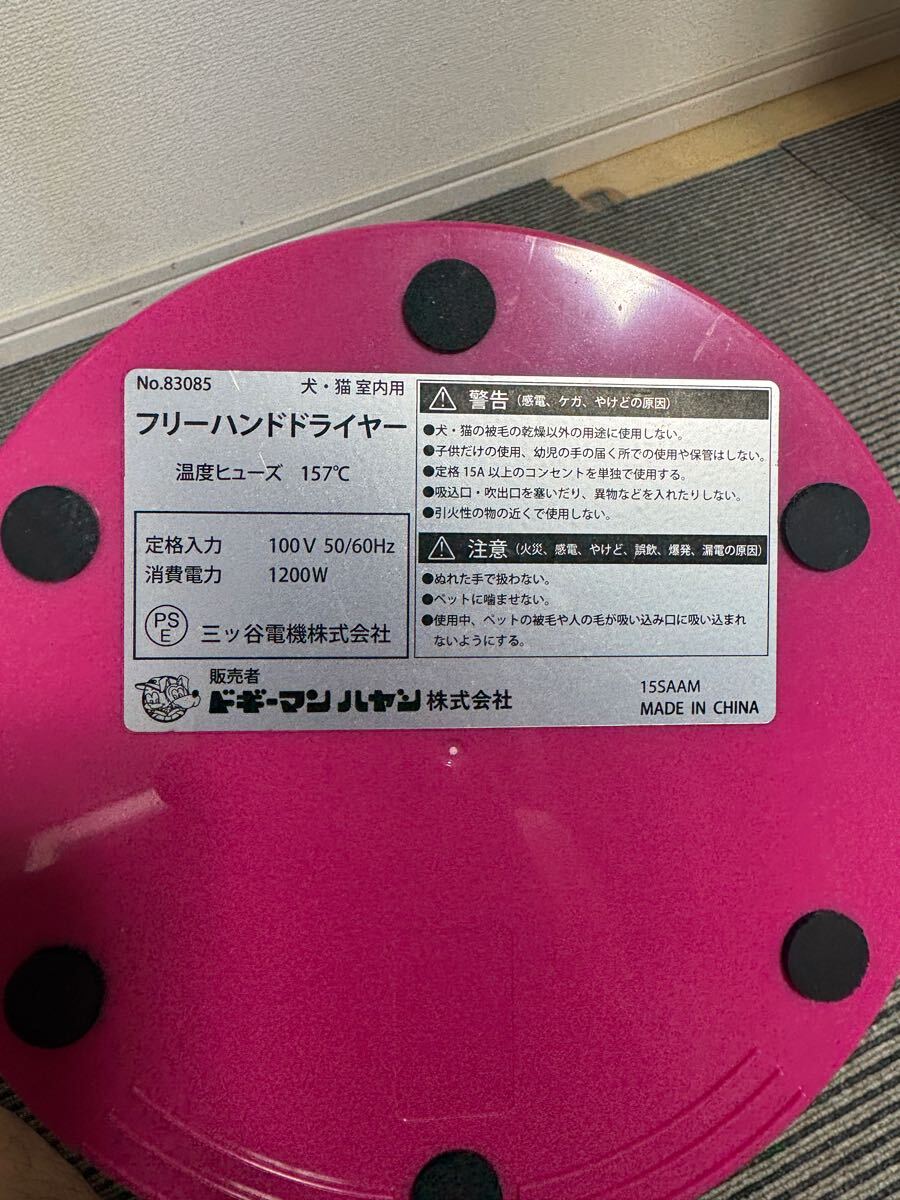 No.83085 犬・猫 室内用
フリーハンドドライヤー
温度ヒューズ 157℃
定格入力 100V 50/60Hz
消費電力 1200W
PS
E
三ツ谷電機株式会社
警告 (感電、ケガ、やけどの原因)
●犬・猫の被毛の乾燥以外の用途に使用しない。
●子供だけの使用、幼児の手の届く所での使用や保管はしない。
●定格15A以上のコンセントを単独で使用する。
●吸込口・吹出口を塞いだり、異物などを入れたりしない。
●引火性の物の近くで使用しない。
注意 (火災、感電、やけど、誤飲、爆発、漏電の原因)
●ぬれた手で扱わない。
●ペットに噛ませない。
●使用中、ペットの被毛や人の毛が吸い込み口に吸い込まれ
ないようにする。
販売者
ドギーマン ハヤシ 株式会社
15SAAM
MADE IN CHINA